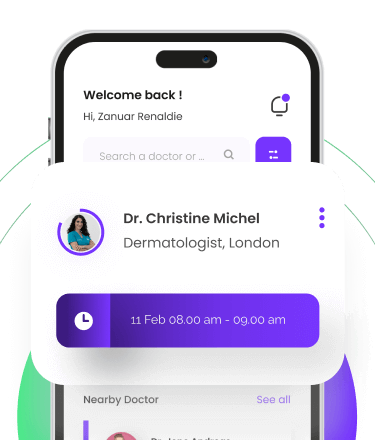 Welcome back !
Hi, Zanuar Renaldie
Search a doctor or ...
Dr. Christine Michel
Dermatologist, London
11 Feb 08.00 am - 09.00 am
Nearby Doctor
See all